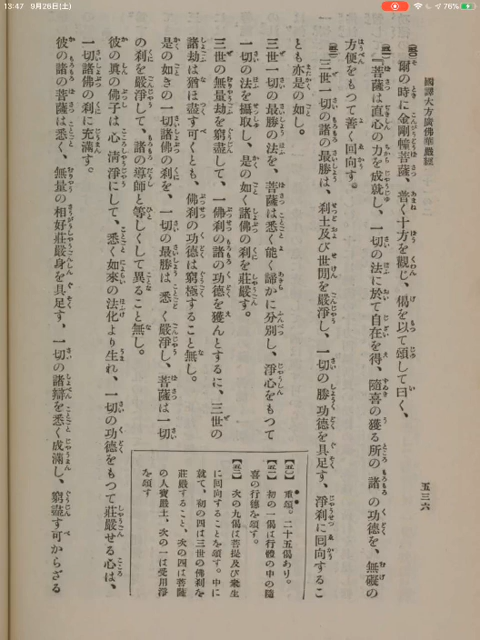 13:47 9月26日(土)
76%
國譯大方廣佛華嚴經
五三六
【五〇】爾の時に金剛幢菩薩、普く十方を觀じ、偈を以て頌して曰く、
【五一】『菩薩は直心の力を成就し、一切の法に於て自在を得、隨喜の獲る所の諸の功德を、無礙の
方便をもつて善く回向す。
【五二】三世一切の諸の最勝は、刹土及び世間を嚴淨し、一切の勝功德を具足す、淨刹に回向するこ
とも亦是の如し。
三世一切の最勝の法を、菩薩は悉く能く諦かに分別し、淨心をもつて
一切の法を攝取し、是の如く諸佛の刹を莊嚴す。
三世の無量劫を窮盡して、一佛刹の諸の功德を獲んとするに、三世の
諸劫は猶ほ盡す可くとも、佛刹の功德は窮極すること無し。
是の如きの一切諸佛の刹を、一切の最勝は悉く嚴淨し、菩薩は一切
の刹を嚴淨して、諸の導師と等しくして異ること無し。
彼の眞の佛子は心清淨にして、悉く如來の法化より生れ、一切の功德をもつて莊嚴せる心は、
一切諸佛の刹に充滿す。
彼の諸の菩薩は悉く、無量の相好莊嚴身を具足す、一切の諸辯を悉く成滿し、窮盡す可からざる
【五〇】重頌。二十五偈あり。
【五一】初の一偈は行體の中の隨
喜の行德を頌す。
【五二】次の九偈は菩提及び衆生
に回向することを頌す。中に
就て、初の四は三世の佛刹を
莊嚴すること、次の四は菩薩
の人寶嚴土、次の一は受用淨
を頌す